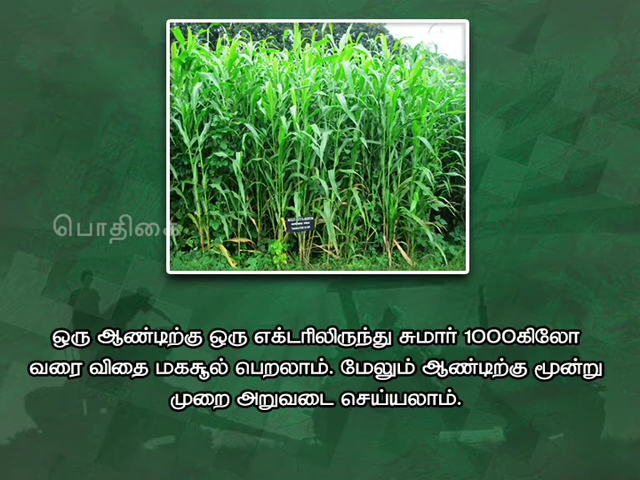 பொதிகை
ஒரு ஆண்டிற்கு ஒரு எக்டரிலிருந்து சுமார் 1000கிலோ
வரை விதை மகசூல் பெறலாம். மேலும் ஆண்டிற்கு மூன்று
முறை அறுவடை செய்யலாம்.